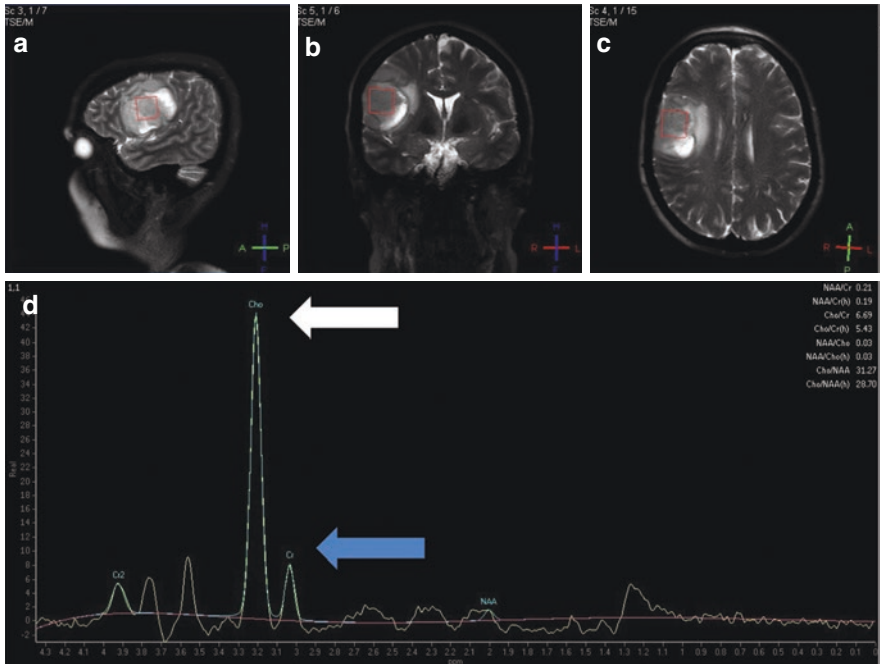 Sc 3, 1 / 7
TSE/M
a
H
A P
F
Sc 5, 1 / 6
TSE/M
b
H
R L
F
Sc 4, 1 / 15
TSE/M
c
A
R L
P
1,1
d
NAA/Cr 0.21
NAA/Cr(h) 0.19
Cho/Cr 6.69
Cho/Cr(h) 5.43
NAA/Cho 0.03
NAA/Cho(h) 0.03
Cho/NAA 31.27
Cho/NAA(h) 28.70
Cho
Cr2
Cr
NAA
42
40
38
36
34
32
30
28
26
24
22
20
18
16
14
12
10
8
6
4
2
0
-2
Real
4.3 4.2 4.1 4 3.9 3.8 3.7 3.6 3.5 3.4 3.3 3.2 3.1 3 2.9 2.8 2.7 2.6 2.5 2.4 2.3 2.2 2.1 2 1.9 1.8 1.7 1.6 1.5 1.4 1.3 1.2 1.1 1 0.9 0.8 0.7 0.6 0.5 0.4 0.3 0.2 0.1 0
ppm